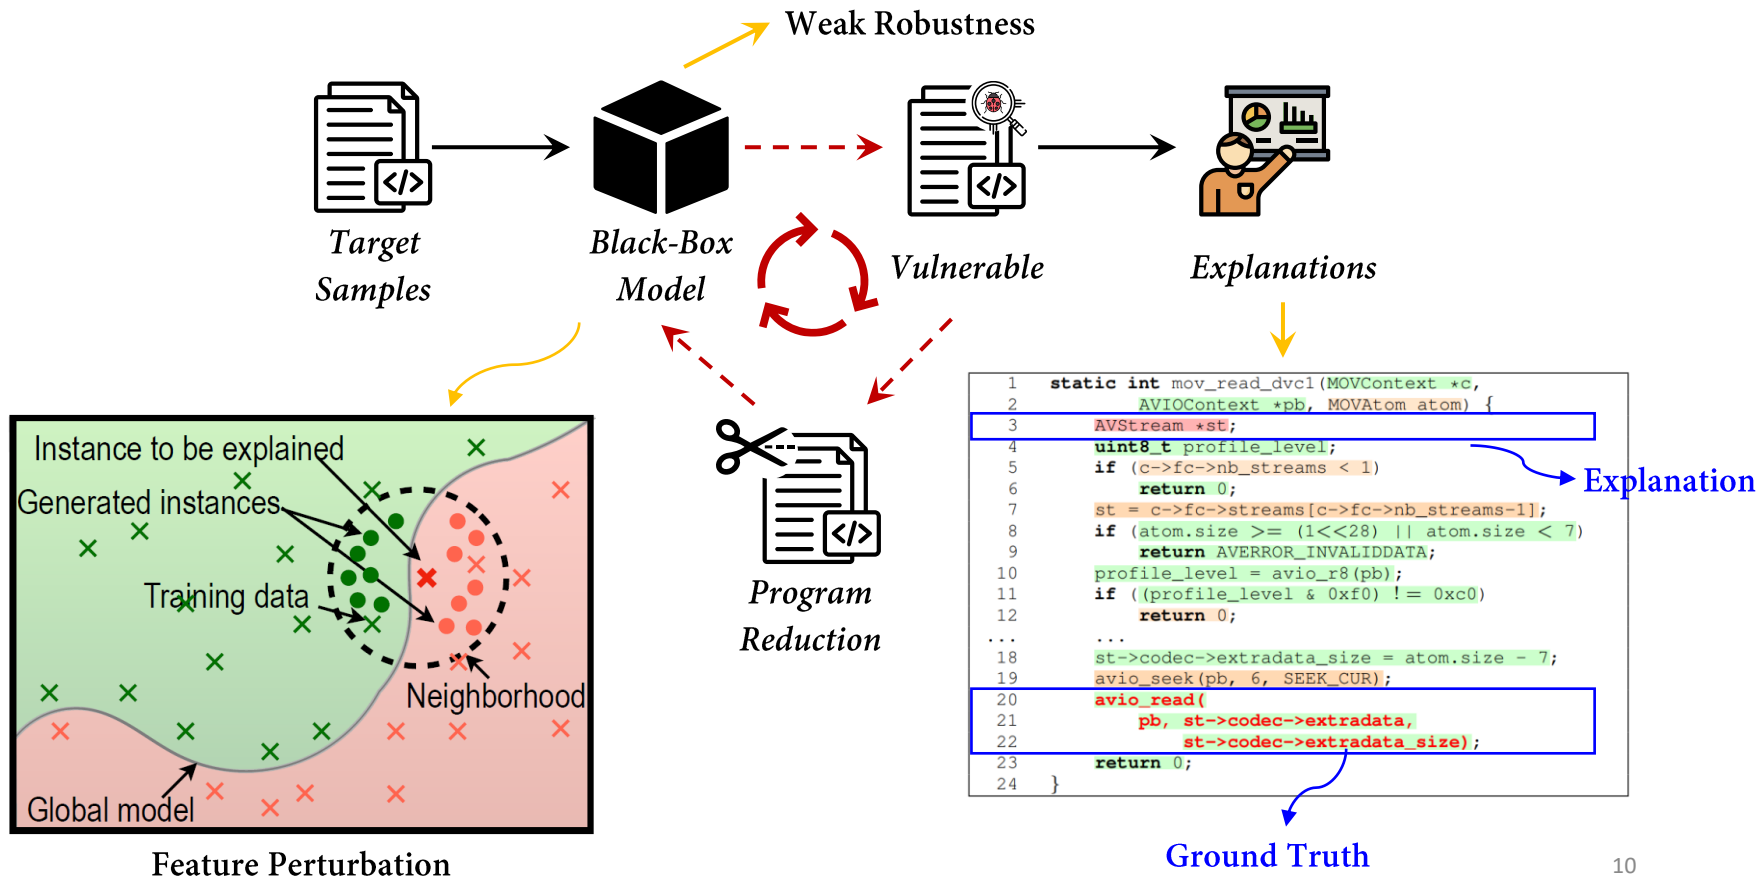 Weak Robustness
Target
Samples
Black-Box
Model
Vulnerable
Explanations
Program
Reduction
Instance to be explained
Generated instances
Training data
Neighborhood
Global model
Feature Perturbation
1 static int mov_read_dvc1(MOVContext *c,
2 AVIOContext *pb, MOVAtom atom) {
3 AVStream *st;
4 uint8_t profile_level;
5 if (c->fc->nb_streams < 1)
6 return 0;
7 st = c->fc->streams[c->fc->nb_streams-1];
8 if (atom.size >= (1<<28) || atom.size < 7)
9 return AVERROR_INVALIDDATA;
10 profile_level = avio_r8(pb);
11 if ((profile_level & 0xf0) != 0xc0)
12 return 0;
... ...
18 st->codec->extradata_size = atom.size - 7;
19 avio_seek(pb, 6, SEEK_CUR);
20 avio_read(
21 pb, st->codec->extradata,
22 st->codec->extradata_size);
23 return 0;
24 }
Explanation
Ground Truth
10